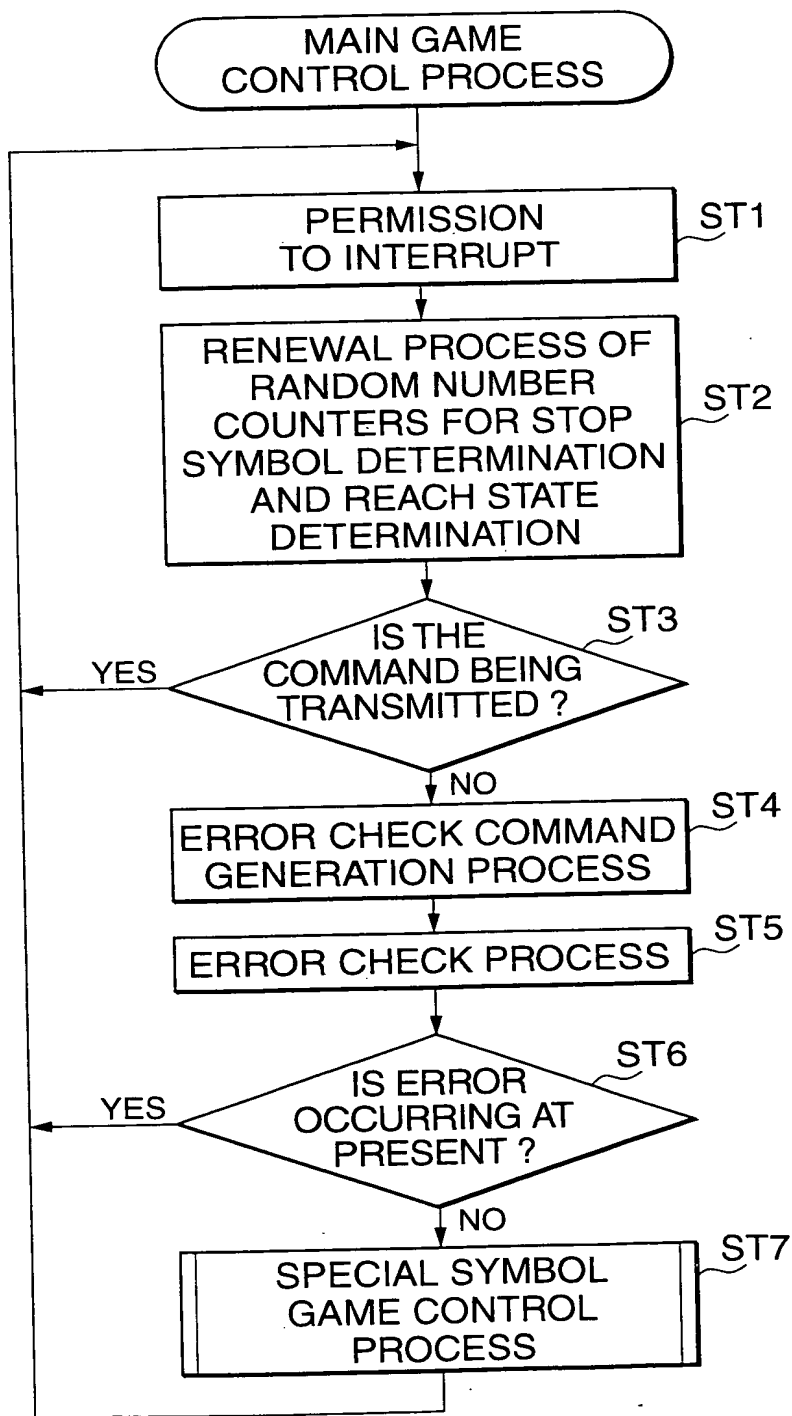 MAIN GAME
CONTROL PROCESS
PERMISSION
TO INTERRUPT
ST1
RENEWAL PROCESS OF
RANDOM NUMBER
COUNTERS FOR STOP
SYMBOL DETERMINATION
AND REACH STATE
DETERMINATION
ST2
IS THE
COMMAND BEING
TRANSMITTED ?
ST3
YES
NO
ERROR CHECK COMMAND
GENERATION PROCESS
ST4
ERROR CHECK PROCESS
ST5
IS ERROR
OCCURRING AT
PRESENT ?
ST6
YES
NO
SPECIAL SYMBOL
GAME CONTROL
PROCESS
ST7